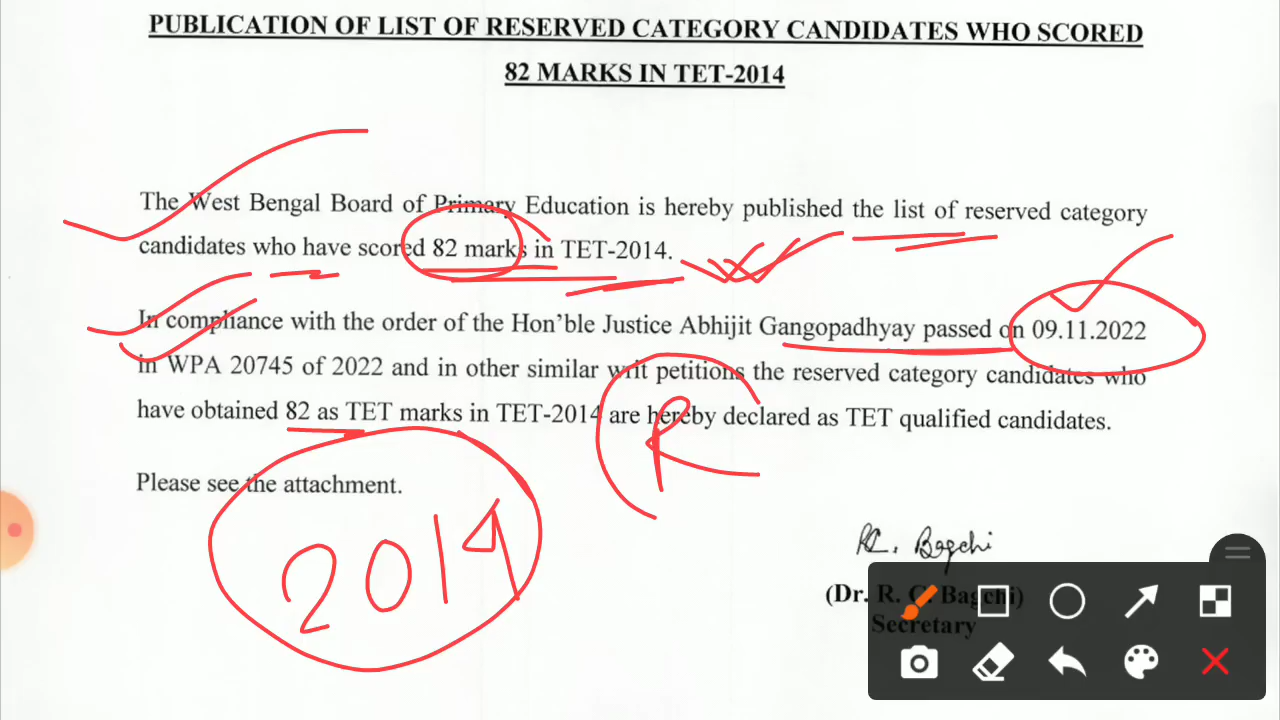 PUBLICATION OF LIST OF RESERVED CATEGORY CANDIDATES WHO SCORED
82 MARKS IN TET-2014
The West Bengal Board of Primary Education is hereby published the list of reserved category
candidates who have scored 82 marks in TET-2014.
In compliance with the order of the Hon'ble Justice Abhijit Gangopadhyay passed on 09.11.2022
in WPA 20745 of 2022 and in other similar writ petitions the reserved category candidates who
have obtained 82 as TET marks in TET-2014 are hereby declared as TET qualified candidates.
R
Please see the attachment.
2014
RC. Bagchi
(Dr. R. C. Bagchi)
Secretary